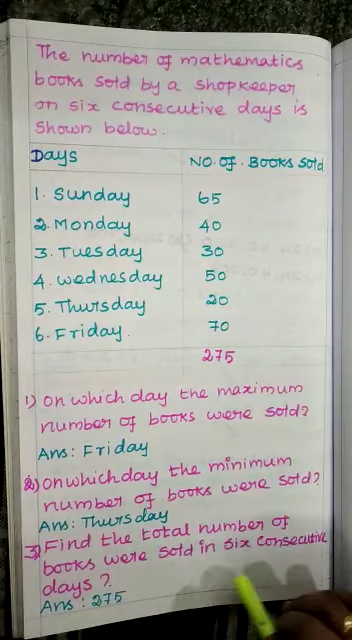 The number of mathematics
books sold by a shopkeeper
on six consecutive days is
shown below.
Days No. of. Books sold
1. Sunday 65
2. Monday 40
3. Tuesday 30
4. Wednesday 50
5. Thursday 20
6. Friday. 70
275
1) on which day the maximum
number of books were sold?
Ans: Friday
2) on which day the minimum
number of books were sold?
Ans: Thursday
3) Find the total number of
books were sold in six consecutive
days?
Ans: 275